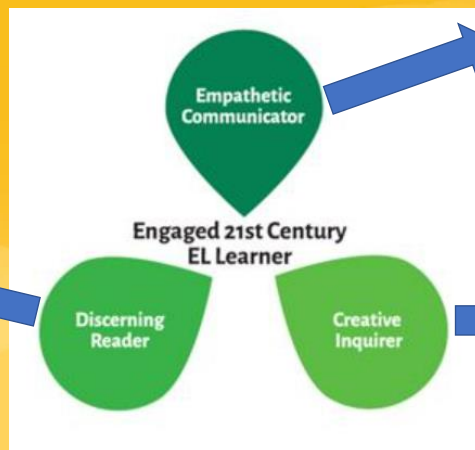 Empathetic
Communicator
Engaged 21st Century
EL Learner
Discerning
Reader
Creative
Inquirer